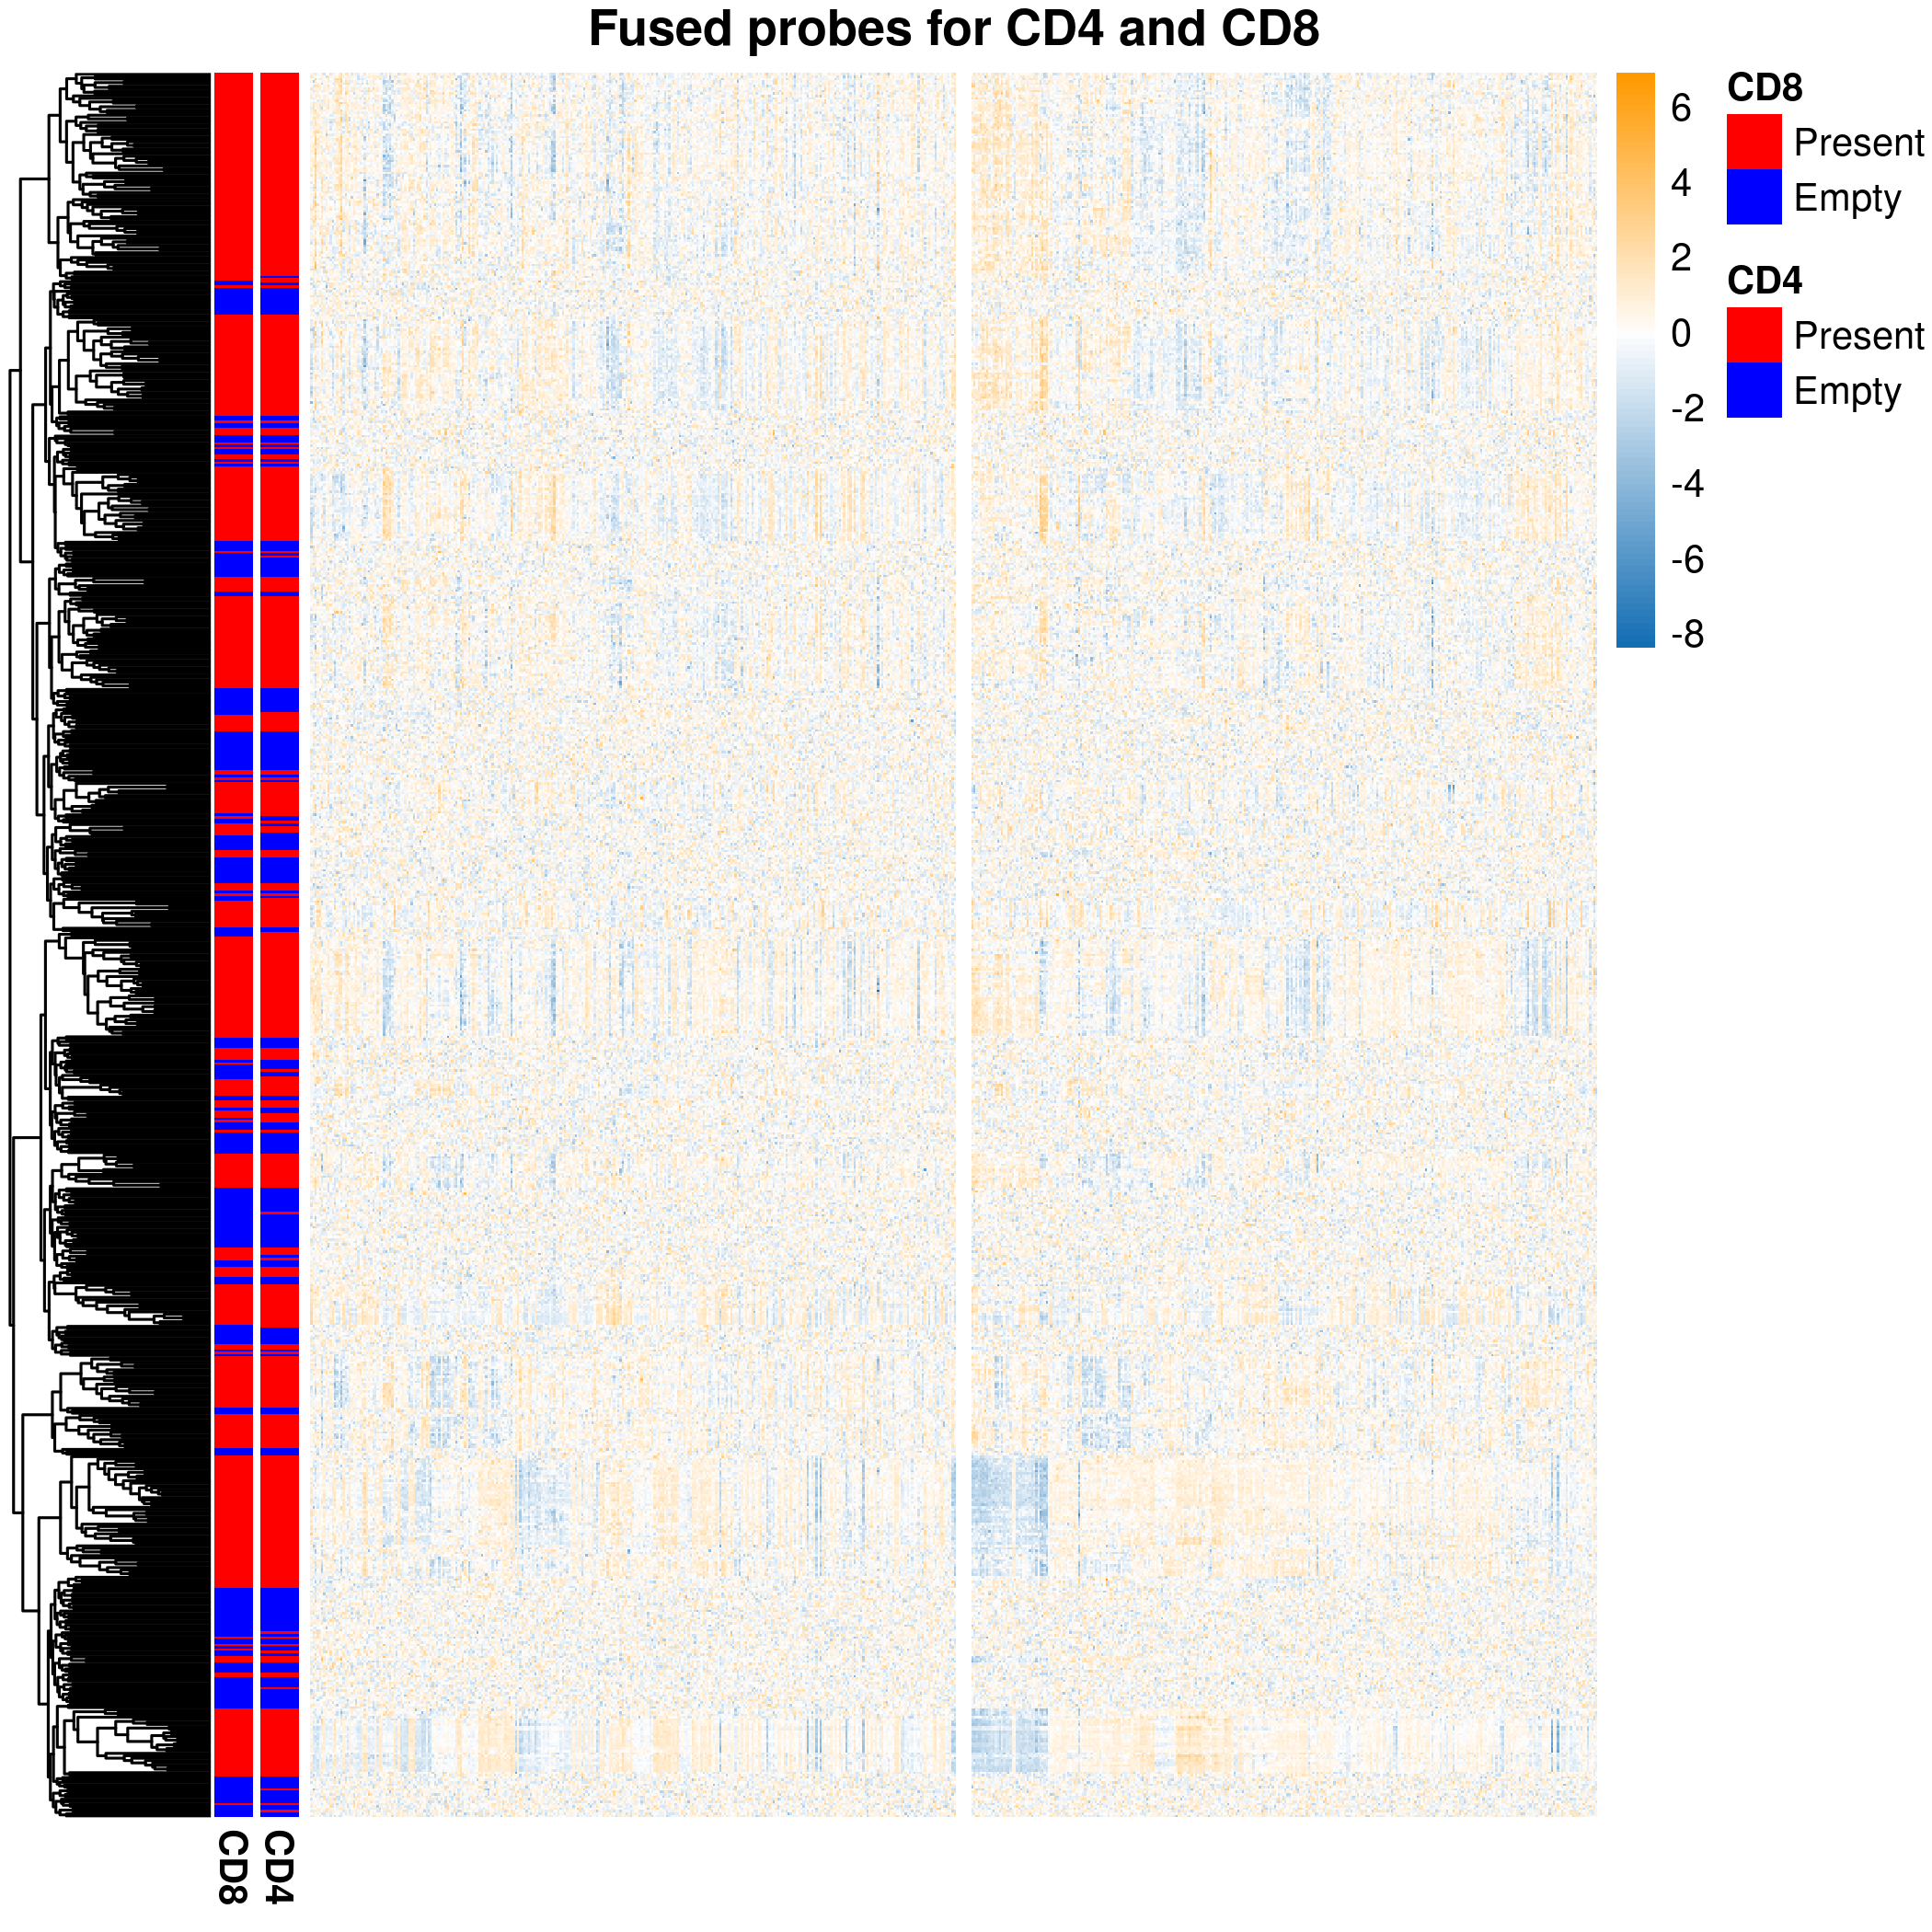 Fused probes for CD4 and CD8
6
4
2
0
-2
-4
-6
-8
CD8
Present
Empty
CD4
Present
Empty
CD8
CD4